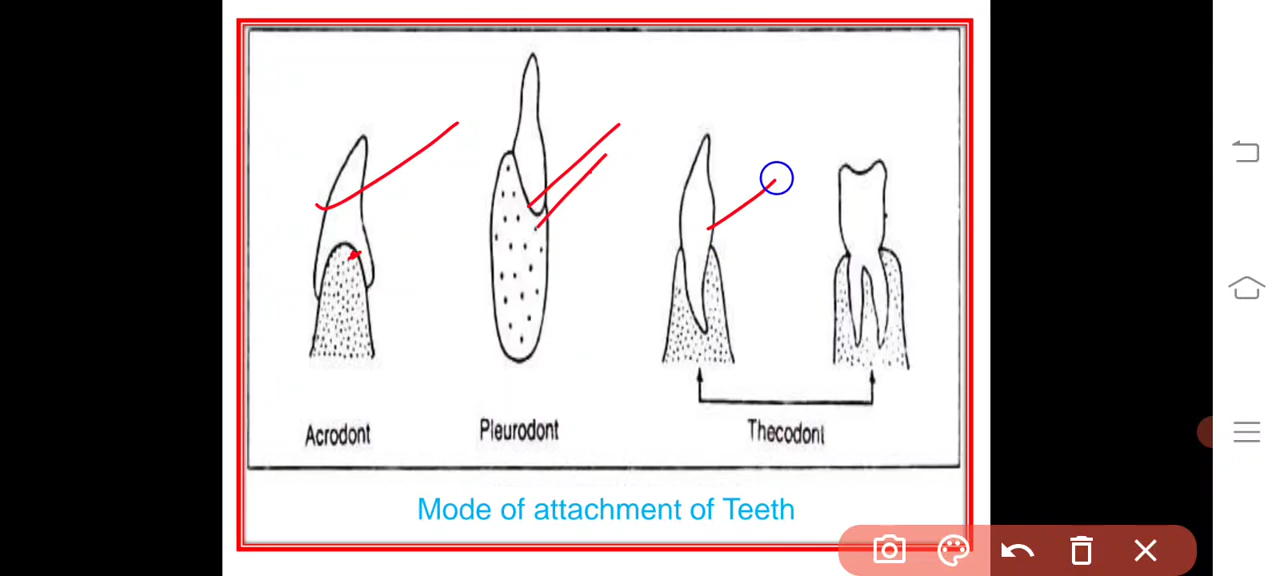 Acrodont
Pleurodont
Thecodont
Mode of attachment of Teeth